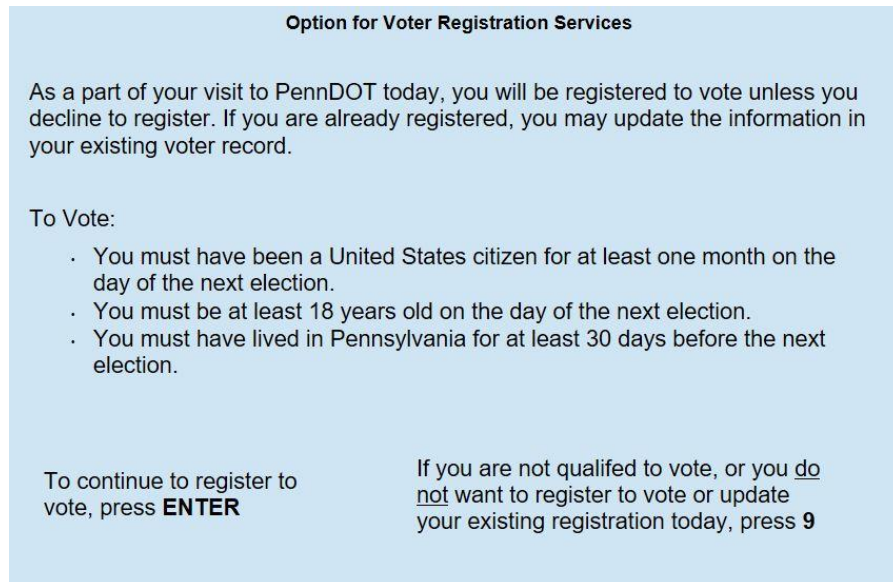 Option for Voter Registration Services
As a part of your visit to PennDOT today, you will be registered to vote unless you
decline to register. If you are already registered, you may update the information in
your existing voter record.
To Vote:
· You must have been a United States citizen for at least one month on the
day of the next election.
· You must be at least 18 years old on the day of the next election.
· You must have lived in Pennsylvania for at least 30 days before the next
election.
To continue to register to
vote, press ENTER
If you are not qualifed to vote, or you do
not want to register to vote or update
your existing registration today, press 9